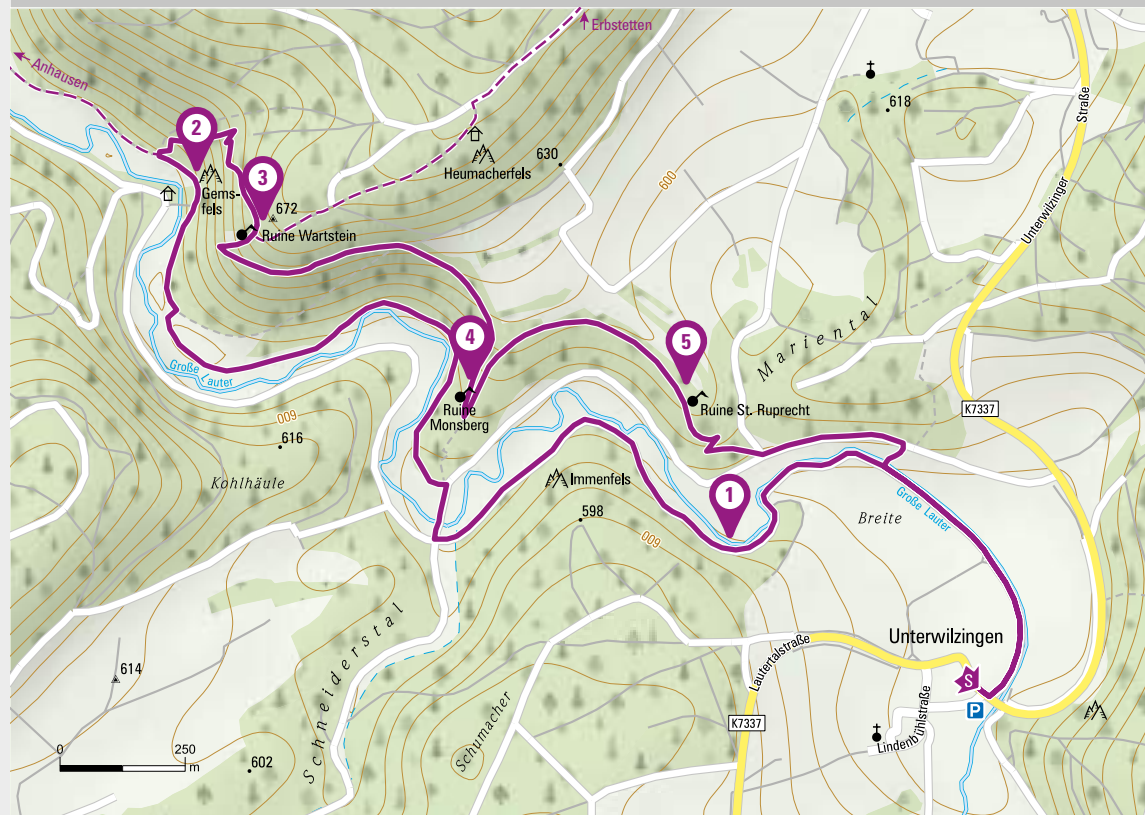 Erbstetten
Anhausen
2
618
Straße
630
Heumacherfels
600
Gems-
fels
3
672
Ruine Wartstein
Unterwilzinger
Mariental
4
5
Große Lauter
Ruine
Monsberg
Ruine St. Ruprecht
K7337
600
616
Kohlhäule
Immenfels
1
598
600
Breite
Große Lauter
Schneiderstal
614
Unterwilzingen
Lautertalstraße
S
P
Schumacher
K7337
Lindenbühlstraße
0 250
m
602